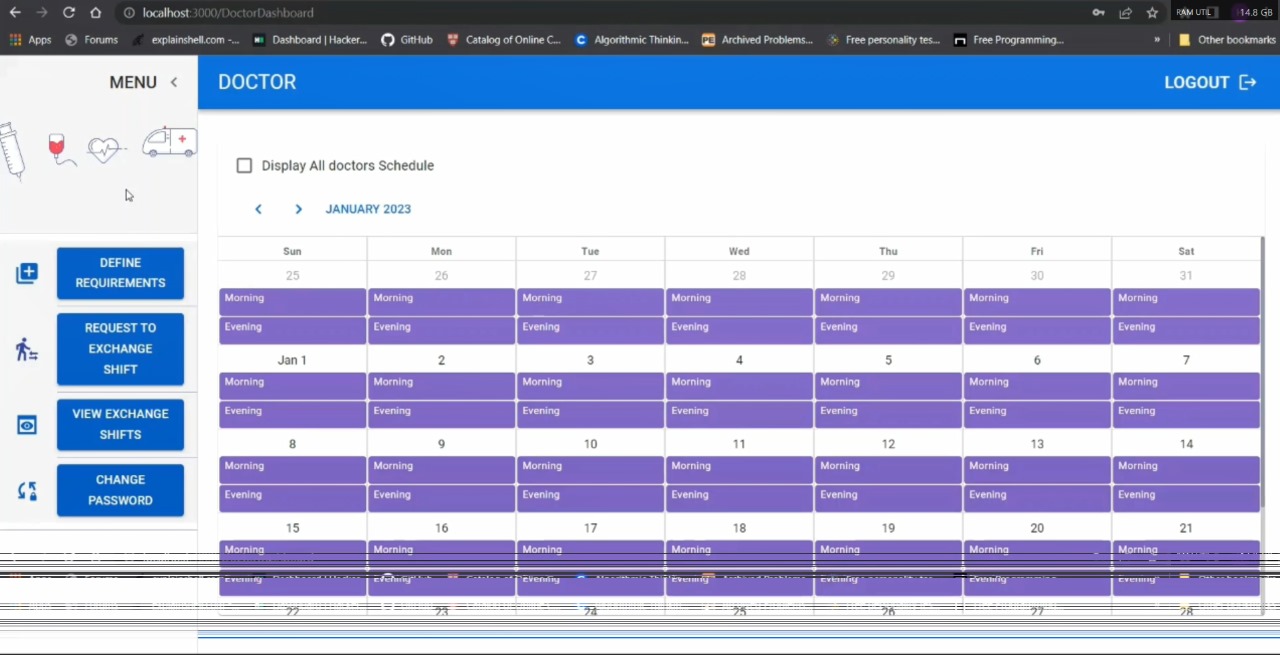 localhost:3000/DoctorDashboard
RAM UTIL 14.8 GB
Apps Forums explainshell.com -... Dashboard | Hacker... GitHub Catalog of Online C... Algorithmic Thinkin... Archived Problems... Free personality tes... Free Programming... » Other bookmarks
MENU
DOCTOR
LOGOUT
Display All doctors Schedule
JANUARY 2023
Sun Mon Tue Wed Thu Fri Sat
25 26 27 28 29 30 31
Morning Morning Morning Morning Morning Morning Morning
Evening Evening Evening Evening Evening Evening Evening
Jan 1 2 3 4 5 6 7
Morning Morning Morning Morning Morning Morning Morning
Evening Evening Evening Evening Evening Evening Evening
8 9 10 11 12 13 14
Morning Morning Morning Morning Morning Morning Morning
Evening Evening Evening Evening Evening Evening Evening
15 16 17 18 19 20 21
Morning Morning Morning Morning Morning Morning Morning
Evening Evening Evening Evening Evening Evening Evening
22 23 24 25 26 27 28
DEFINE
REQUIREMENTS
REQUEST TO
EXCHANGE
SHIFT
VIEW EXCHANGE
SHIFTS
CHANGE
PASSWORD